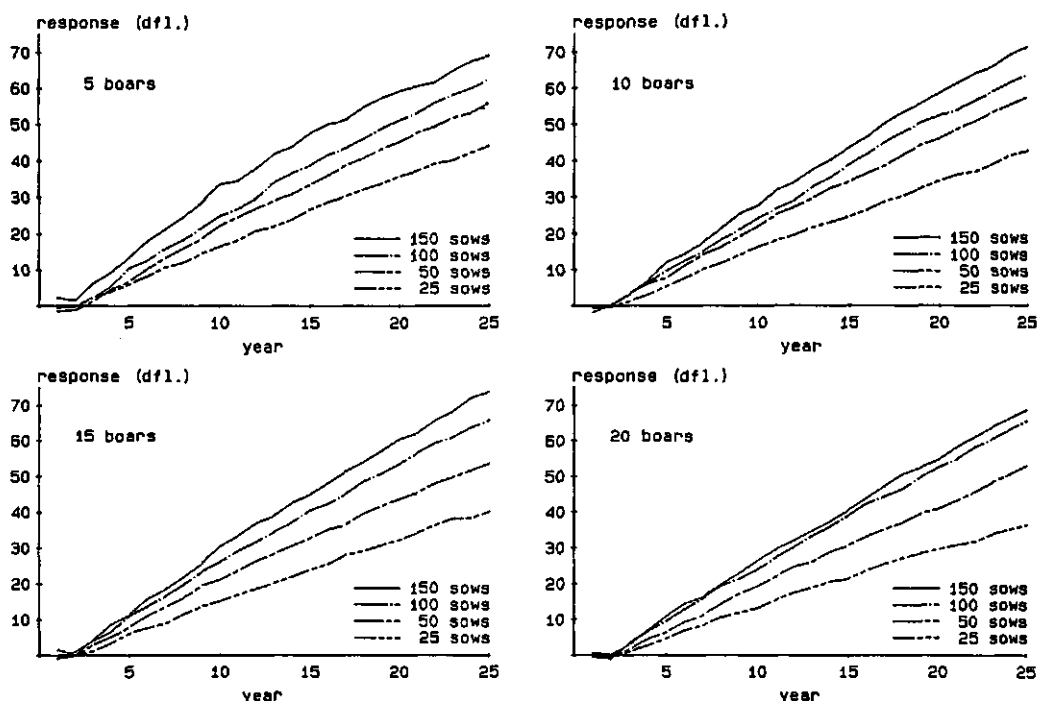 response (dfl.)
70
60
50
40
30
20
10
5 boars
150 sows
100 sows
50 sows
25 sows
5 10 15 20 25
year
response (dfl.)
70
60
50
40
30
20
10
10 boars
150 sows
100 sows
50 sows
25 sows
5 10 15 20 25
year
response (dfl.)
70
60
50
40
30
20
10
15 boars
150 sows
100 sows
50 sows
25 sows
5 10 15 20 25
year
response (dfl.)
70
60
50
40
30
20
10
20 boars
150 sows
100 sows
50 sows
25 sows
5 10 15 20 25
year